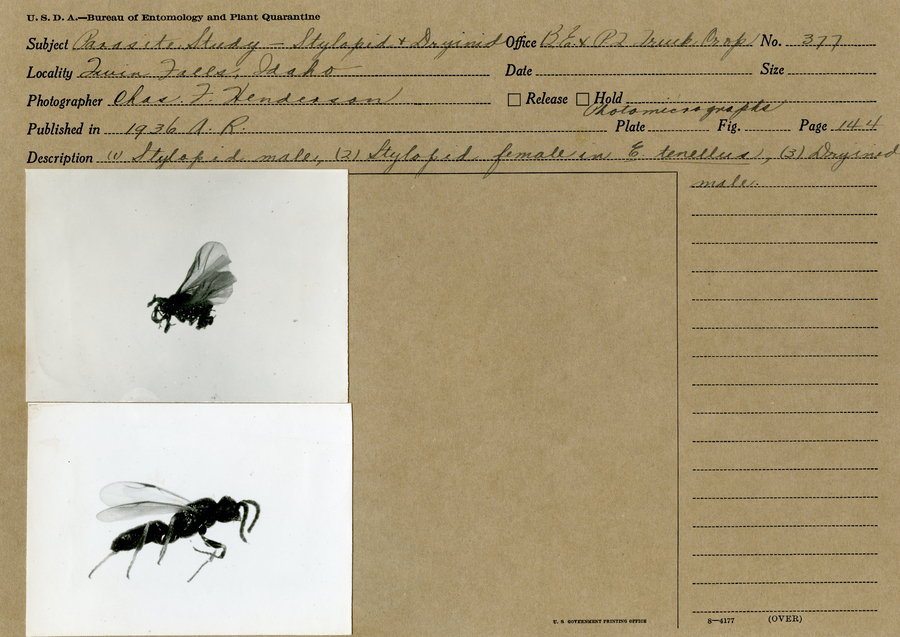 U. S. D. A.—Bureau of Entomology and Plant Quarantine
Subject Parasite Study — Stylopid & Dryinid Office B.E. & P.Q. Truck Crop No. 377
Locality Twin Falls, Idaho Date Size
Photographer Chas. F. Henderson Release Hold
Photomicrographs
Published in 1936 A. R. Plate Fig. Page 144
Description (1) Stylopid male, (2) Stylopid female in E tenellus, (3) Dryinid
male.
U. S. GOVERNMENT PRINTING OFFICE
8—4177 (OVER)